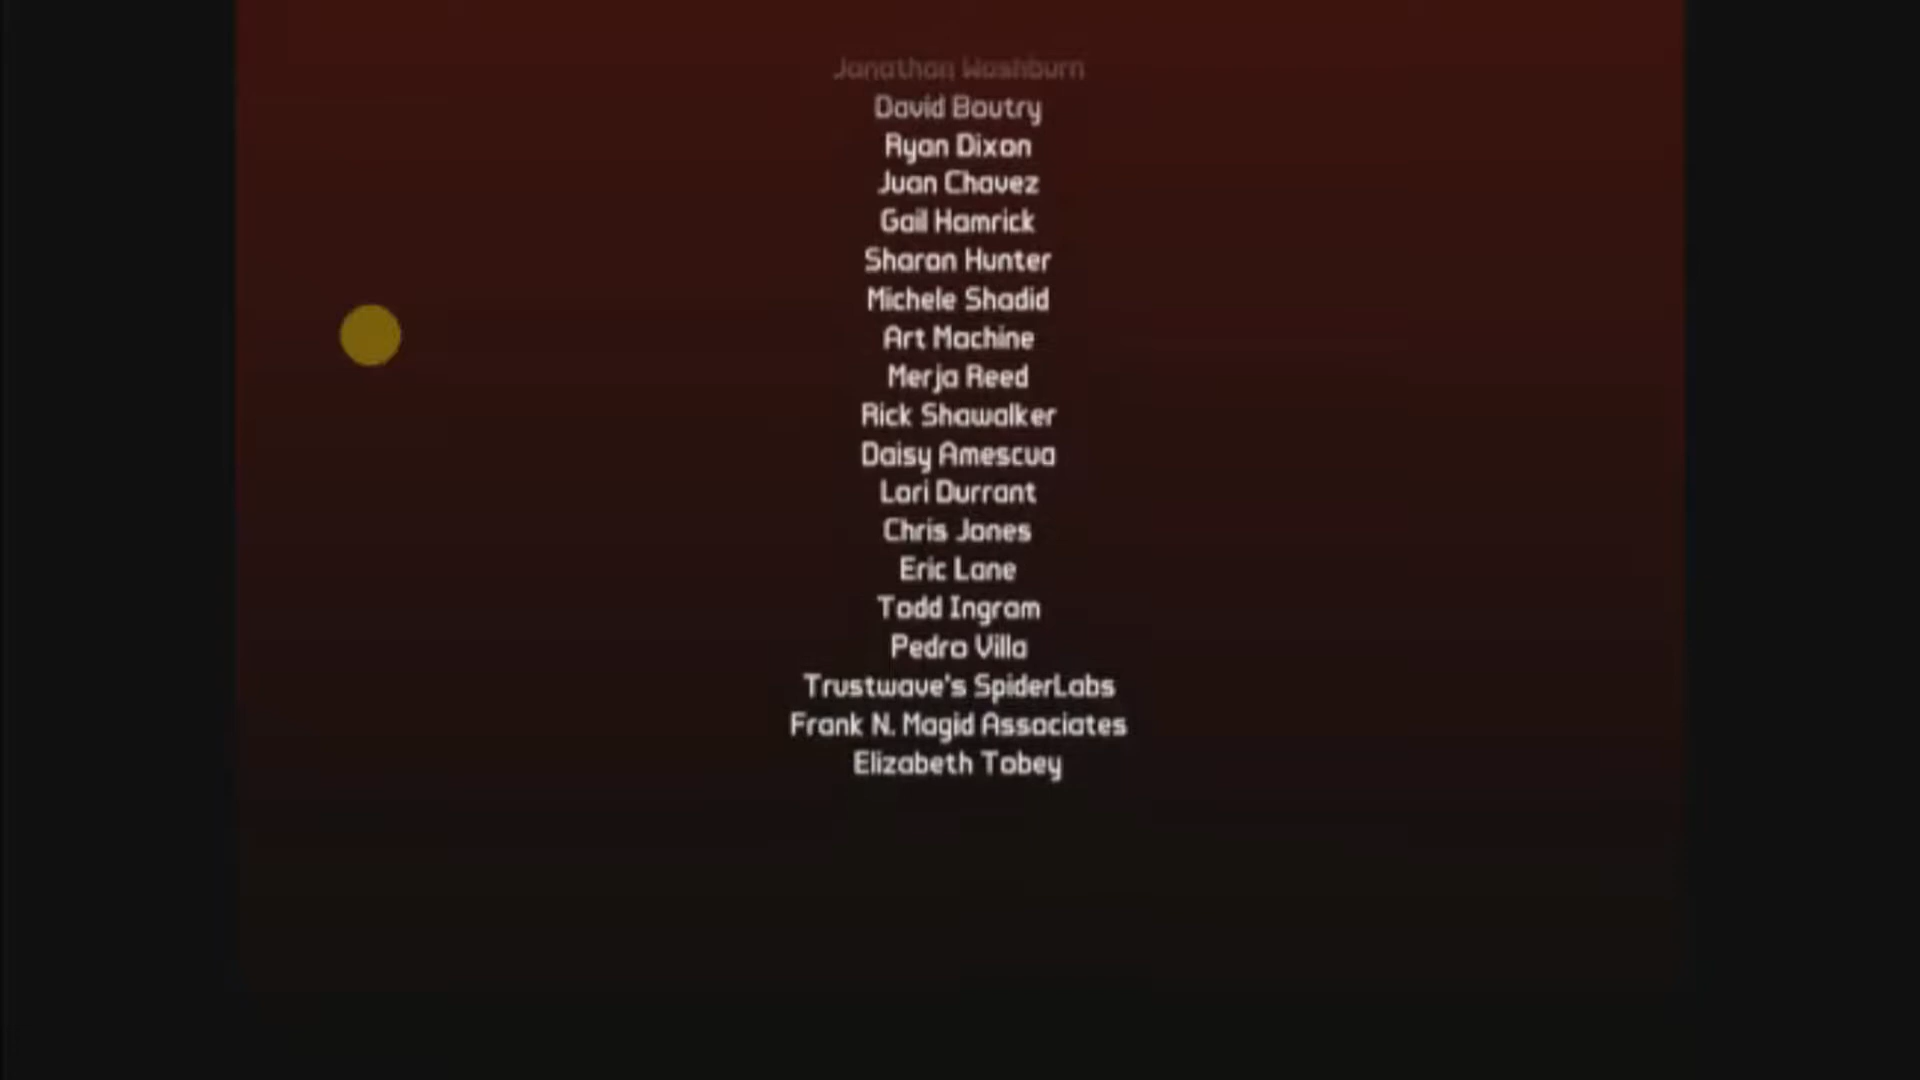 Jonathan Washburn
David Boutry
Ryan Dixon
Juan Chavez
Gail Hamrick
Sharon Hunter
Michele Shadid
Art Machine
Merja Reed
Rick Shawalker
Daisy Amescua
Lori Durrant
Chris Jones
Eric Lane
Todd Ingram
Pedro Villa
Trustwave's SpiderLabs
Frank N. Magid Associates
Elizabeth Tobey